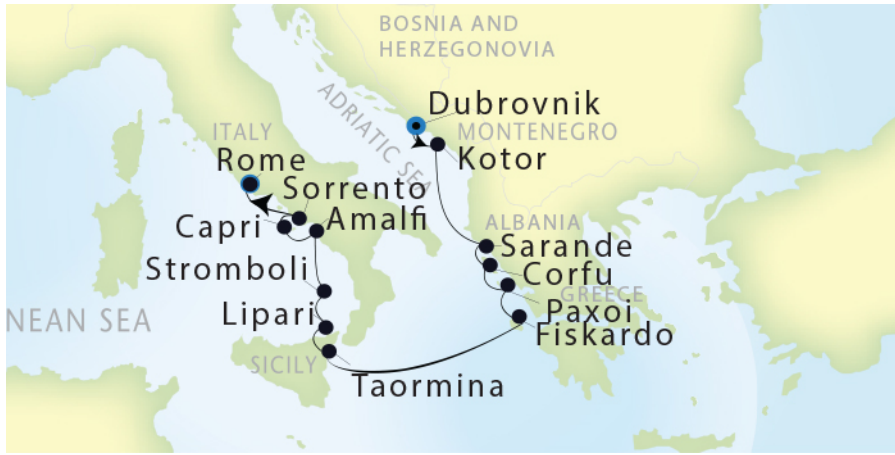 BOSNIA AND
HERZEGONOVIA
Dubrovnik
ADRIATIC SEA
ITALY
MONTENEGRO
Rome
Kotor
Sorrento
Capri
Amalfi
ALBANIA
Sarande
Stromboli
Corfu
GREECE
Paxoi
Lipari
Fiskardo
NEAN SEA
SICILY
Taormina